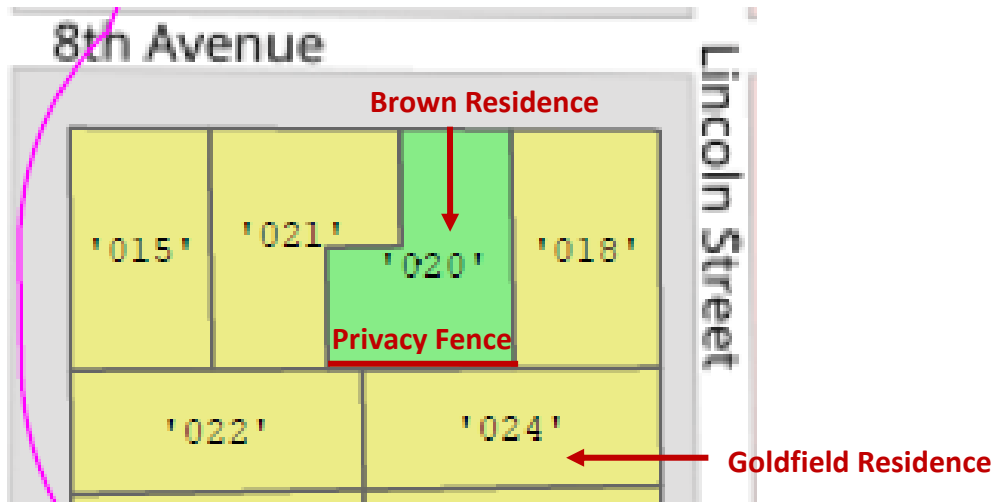 8th Avenue
Lincoln Street
Brown Residence
'015'
'021'
'020'
'018'
Privacy Fence
'022'
'024'
Goldfield Residence